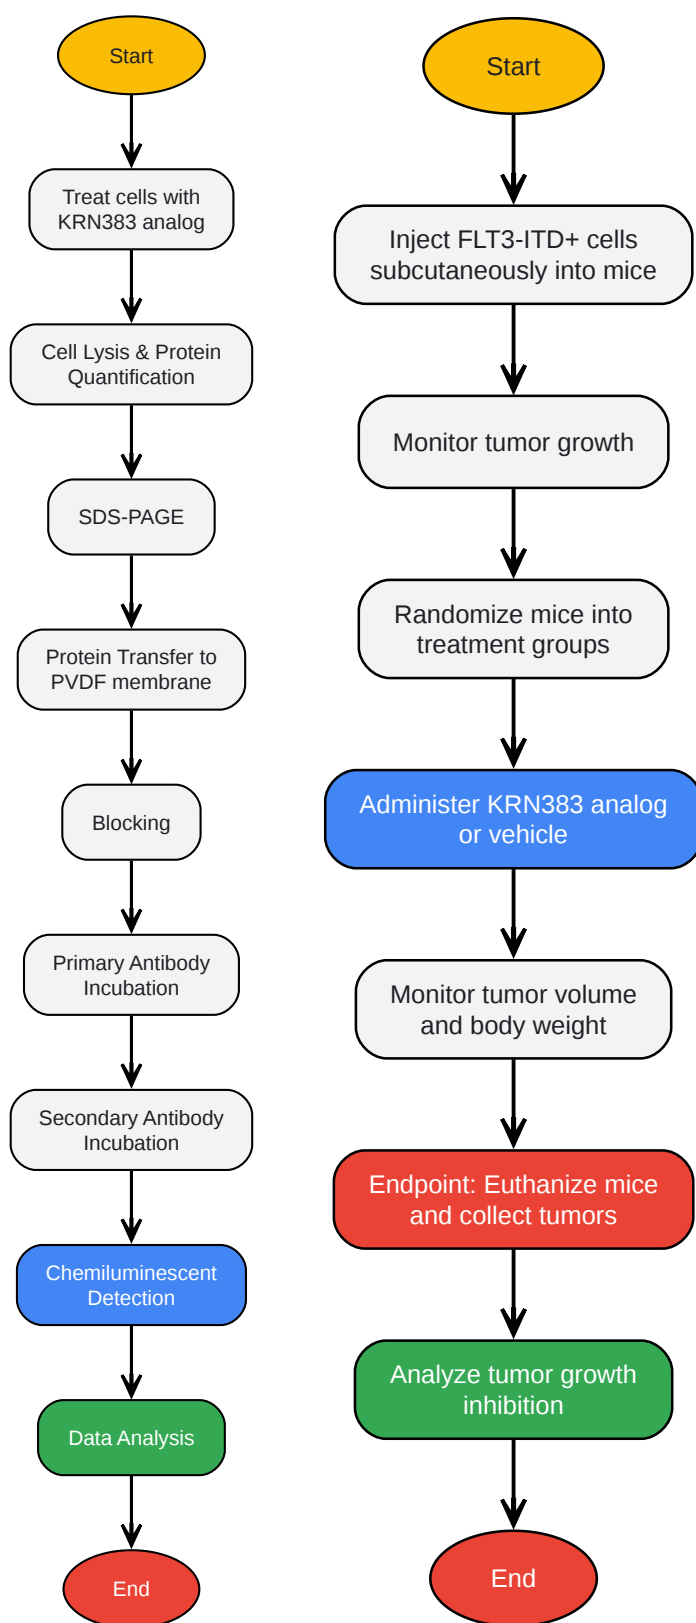 Start
Treat cells with
KRN383 analog
Cell Lysis & Protein
Quantification
SDS-PAGE
Protein Transfer to
PVDF membrane
Blocking
Primary Antibody
Incubation
Secondary Antibody
Incubation
Chemiluminescent
Detection
Data Analysis
End
Start
Inject FLT3-ITD+ cells
subcutaneously into mice
Monitor tumor growth
Randomize mice into
treatment groups
Administer KRN383 analog
or vehicle
Monitor tumor volume
and body weight
Endpoint: Euthanize mice
and collect tumors
Analyze tumor growth
inhibition
End